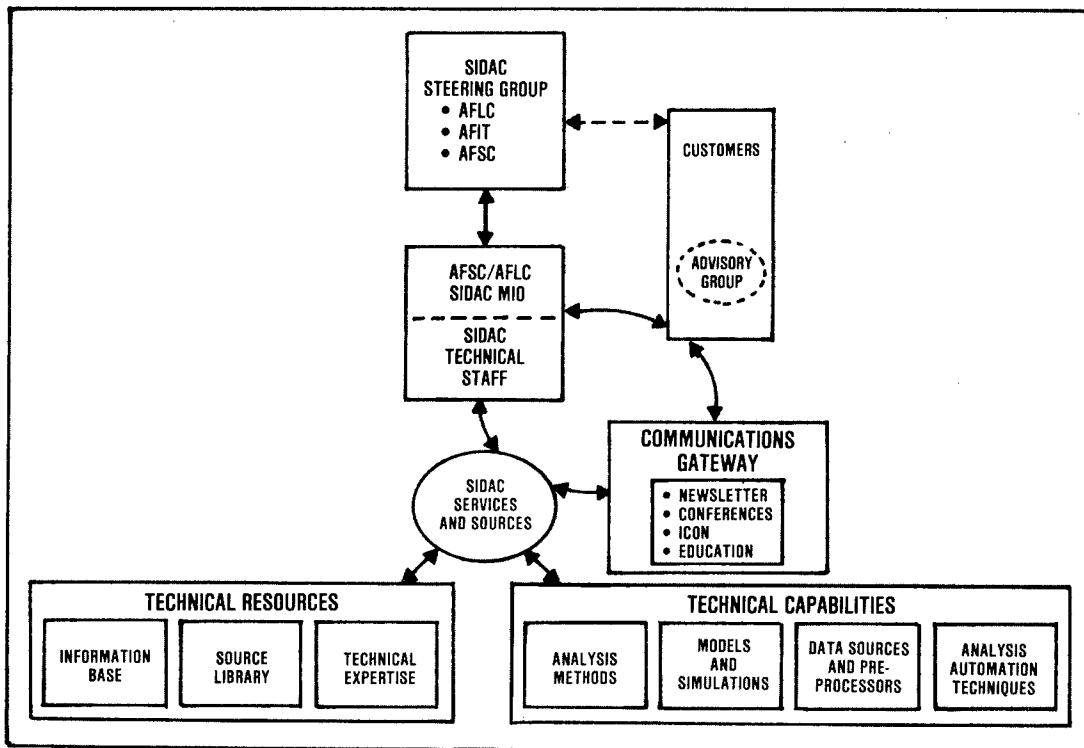 SIDAC
STEERING GROUP
• AFLC
• AFIT
• AFSC
CUSTOMERS
ADVISORY
GROUP
AFSC/AFLC
SIDAC MIO
SIDAC
TECHNICAL
STAFF
COMMUNICATIONS
GATEWAY
• NEWSLETTER
• CONFERENCES
• ICON
• EDUCATION
SIDAC
SERVICES
AND SOURCES
TECHNICAL RESOURCES
INFORMATION
BASE
SOURCE
LIBRARY
TECHNICAL
EXPERTISE
TECHNICAL CAPABILITIES
ANALYSIS
METHODS
MODELS
AND
SIMULATIONS
DATA SOURCES
AND PRE-
PROCESSORS
ANALYSIS
AUTOMATION
TECHNIQUES